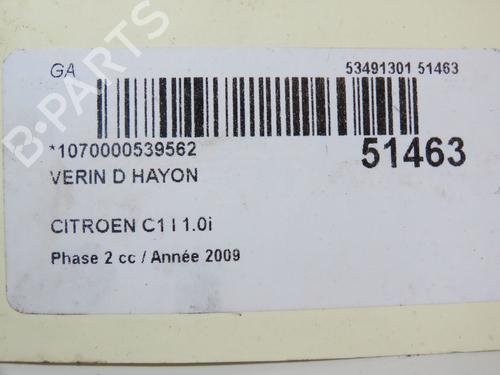 GA
53491301 51463
*1070000539562
51463
VERIN D HAYON
CITROEN C1 I 1.0i
Phase 2 cc / Année 2009
B-PARTS